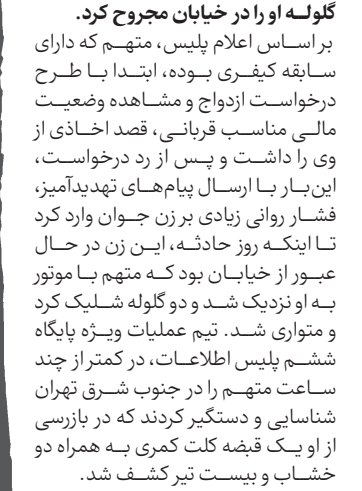 گلوله او را در خیابان مجروح کرد.
بر اساس اعلام پلیس، متهم که دارای
سابقه کیفری بوده، ابتدا با طرح
درخواست ازدواج و مشاهده وضعیت
مالی مناسب قربانی، قصد اخاذی از
وی را داشت و پس از رد درخواست،
این‌بار با ارسال پیام‌های تهدیدآمیز،
فشار روانی زیادی بر زن جوان وارد کرد
تا اینکه روز حادثه، این زن در حال
عبور از خیابان بود که متهم با موتور
به او نزدیک شد و دو گلوله شلیک کرد
و متواری شد. تیم عملیات ویژه پایگاه
ششم پلیس اطلاعات، در کمتر از چند
ساعت متهم را در جنوب شرق تهران
شناسایی و دستگیر کردند که در بازرسی
از او یک قبضه کلت کمری به همراه دو
خشاب و بیست تیر کشف شد.